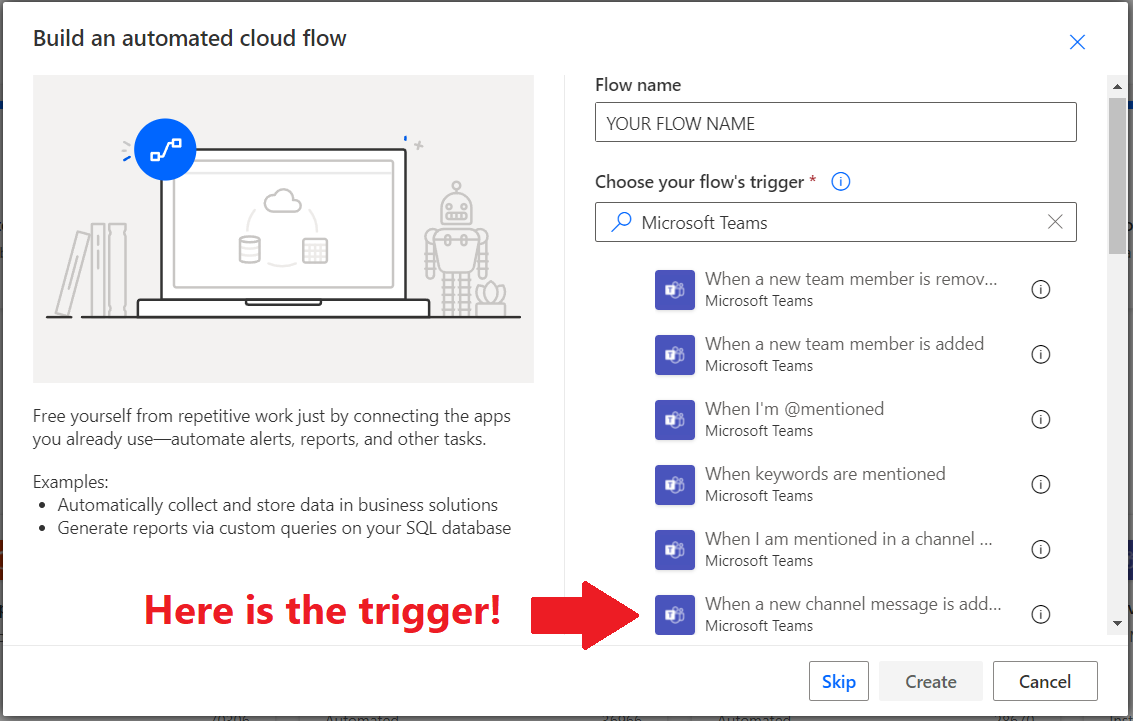 Build an automated cloud flow
Flow name
YOUR FLOW NAME
Choose your flow's trigger *
Microsoft Teams
When a new team member is remov...
Microsoft Teams
When a new team member is added
Microsoft Teams
When I'm @mentioned
Microsoft Teams
When keywords are mentioned
Microsoft Teams
When I am mentioned in a channel ...
Microsoft Teams
When a new channel message is add...
Microsoft Teams
Free yourself from repetitive work just by connecting the apps
you already use—automate alerts, reports, and other tasks.
Examples:
• Automatically collect and store data in business solutions
• Generate reports via custom queries on your SQL database
Here is the trigger!
Skip
Create
Cancel